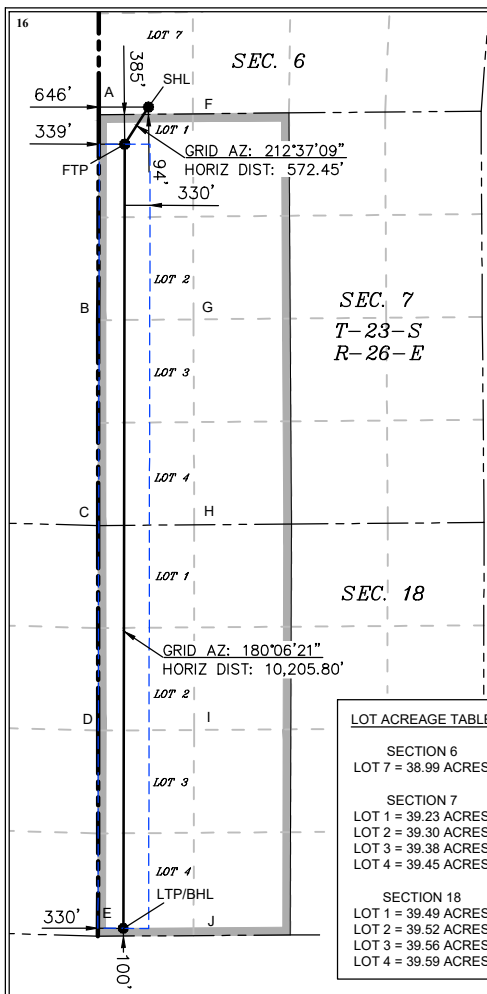 16
LOT 7
SEC. 6
385'
SHL
646'
A
F
LOT 1
339'
GRID AZ: 212°37'09"
HORIZ DIST: 572.45'
FTP
94'
330'
LOT 2
B
G
SEC. 7
T-23-S
R-26-E
LOT 3
LOT 4
C
H
LOT 1
SEC. 18
GRID AZ: 180°06'21"
HORIZ DIST: 10,205.80'
LOT 2
D
I
LOT 3
LOT 4
LTP/BHL
330'
E
J
100'
LOT ACREAGE TABLE
SECTION 6
LOT 7 = 38.99 ACRES
SECTION 7
LOT 1 = 39.23 ACRES
LOT 2 = 39.30 ACRES
LOT 3 = 39.38 ACRES
LOT 4 = 39.45 ACRES
SECTION 18
LOT 1 = 39.49 ACRES
LOT 2 = 39.52 ACRES
LOT 3 = 39.56 ACRES
LOT 4 = 39.59 ACRES